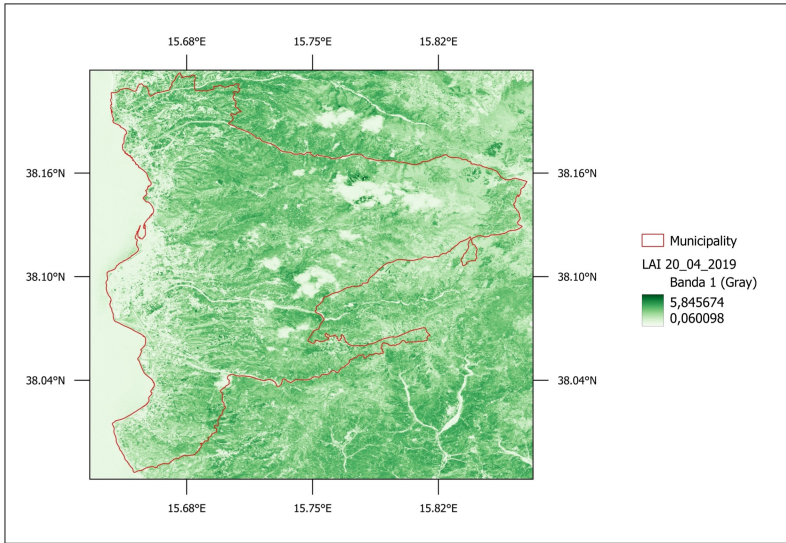 15.68°E 15.75°E 15.82°E
38.16°N 38.16°N
38.10°N 38.10°N
38.04°N 38.04°N
15.68°E 15.75°E 15.82°E
Municipality
LAI 20_04_2019
Banda 1 (Gray)
5,845674
0,060098